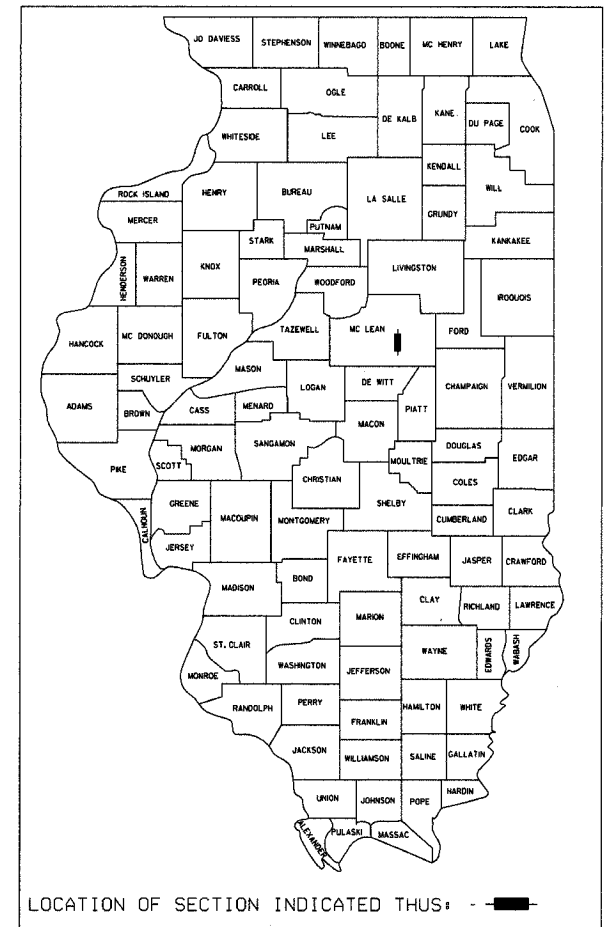 JO DAVIESS STEPHENSON WINNEBAGO BOONE MC HENRY LAKE
CARROLL OGLE
DE KALB KANE DU PAGE COOK
WHITESIDE LEE
KENDALL WILL
ROCK ISLAND HENRY BUREAU LA SALLE
MERCER PUTNAM GRUNDY
STARK MARSHALL KANKAKEE
HENDERSON WARREN KNOX PEORIA WOODFORD LIVINGSTON IROQUOIS
HANCOCK MC DONOUGH FULTON TAZEWELL MC LEAN FORD
MASON
SCHUYLER LOGAN DE WITT CHAMPAIGN VERMILION
ADAMS BROWN CASS MENARD PIATT
MACON
MORGAN SANGAMON DOUGLAS EDGAR
PIKE SCOTT CHRISTIAN MOULTRIE COLES
GREENE SHELBY
CALHOUN MACOUPIN MONTGOMERY CUMBERLAND CLARK
JERSEY FAYETTE EFFINGHAM JASPER CRAWFORD
MADISON BOND
CLAY RICHLAND LAWRENCE
CLINTON MARION
ST. CLAIR WAYNE EDWARDS WABASH
WASHINGTON JEFFERSON
MONROE
RANDOLPH PERRY HAMILTON WHITE
FRANKLIN
JACKSON WILLIAMSON SALINE GALLATIN
UNION JOHNSON POPE HARDIN
ALEXANDER PULASKI MASSAC
LOCATION OF SECTION INDICATED THUS: